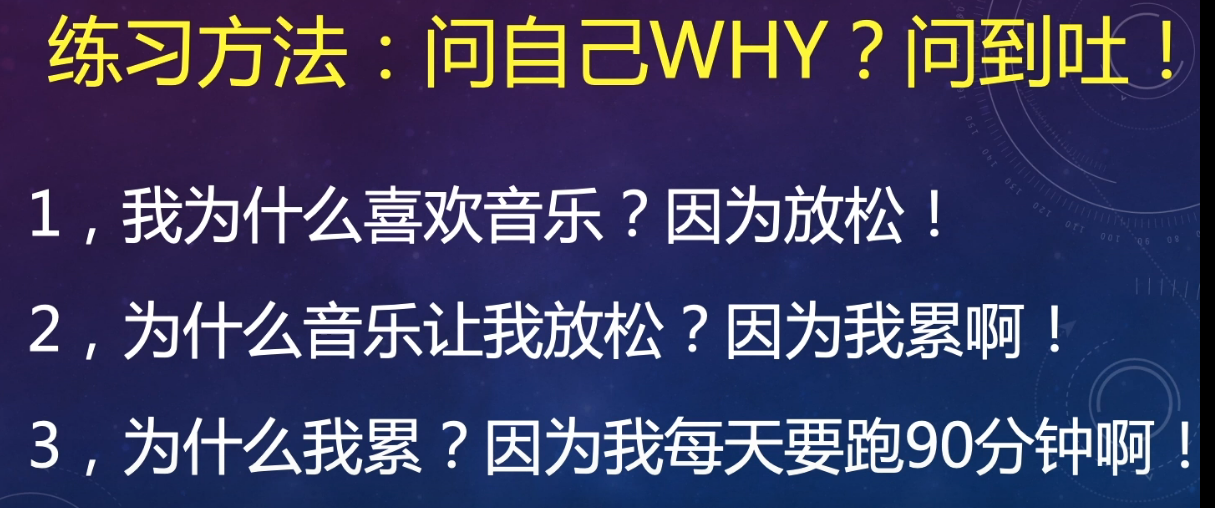 练习方法：问自己WHY？问到吐！
1，我为什么喜欢音乐？因为放松！
2，为什么音乐让我放松？因为我累啊！
3，为什么我累？因为我每天要跑90分钟啊！